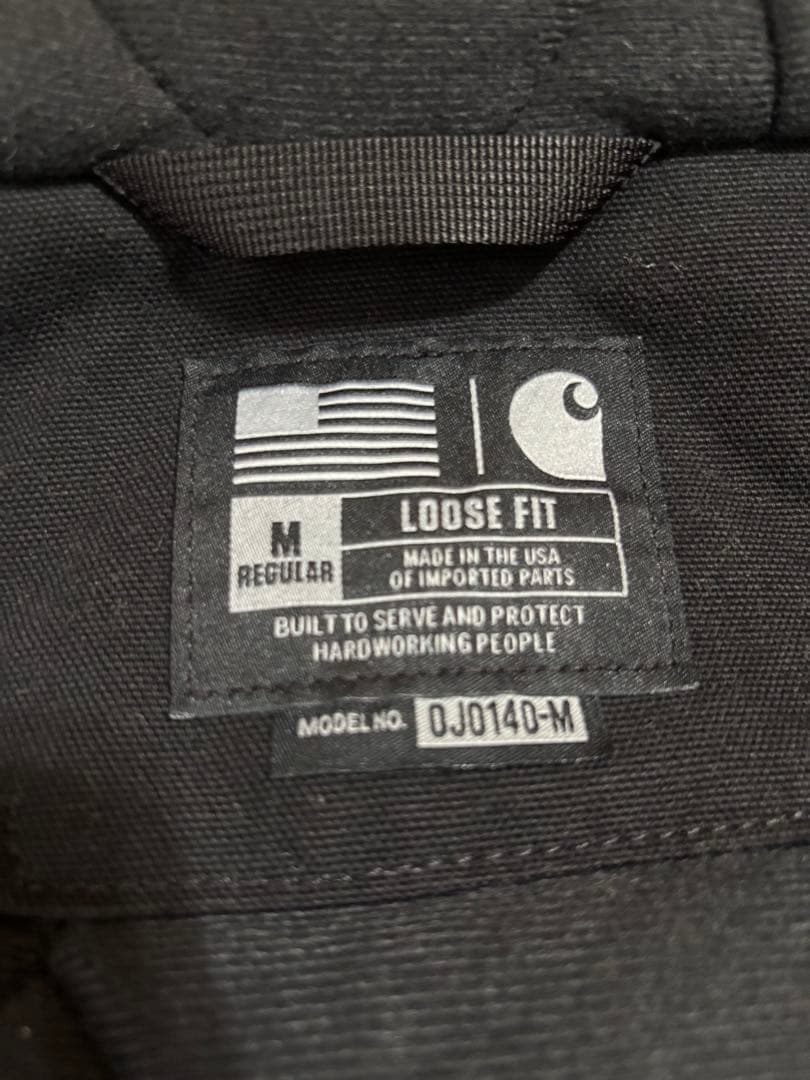 M
REGULAR
LOOSE FIT
MADE IN THE USA
OF IMPORTED PARTS
BUILT TO SERVE AND PROTECT
HARDWORKING PEOPLE
MODEL NO. 0J0140-M